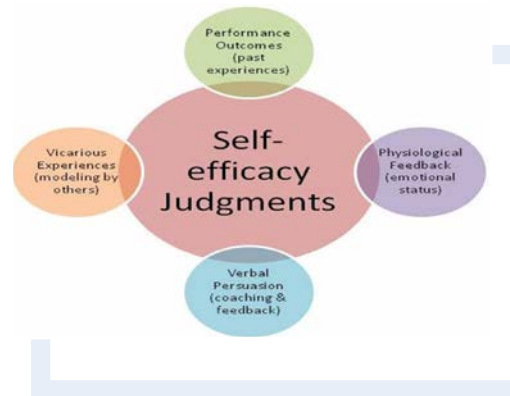 Performance
Outcomes
(past
experiences)
Self-
efficacy
Judgments
Vicarious
Experiences
(modeling by
others)
Physiological
Feedback
(emotional
status)
Verbal
Persuasion
(coaching &
feedback)